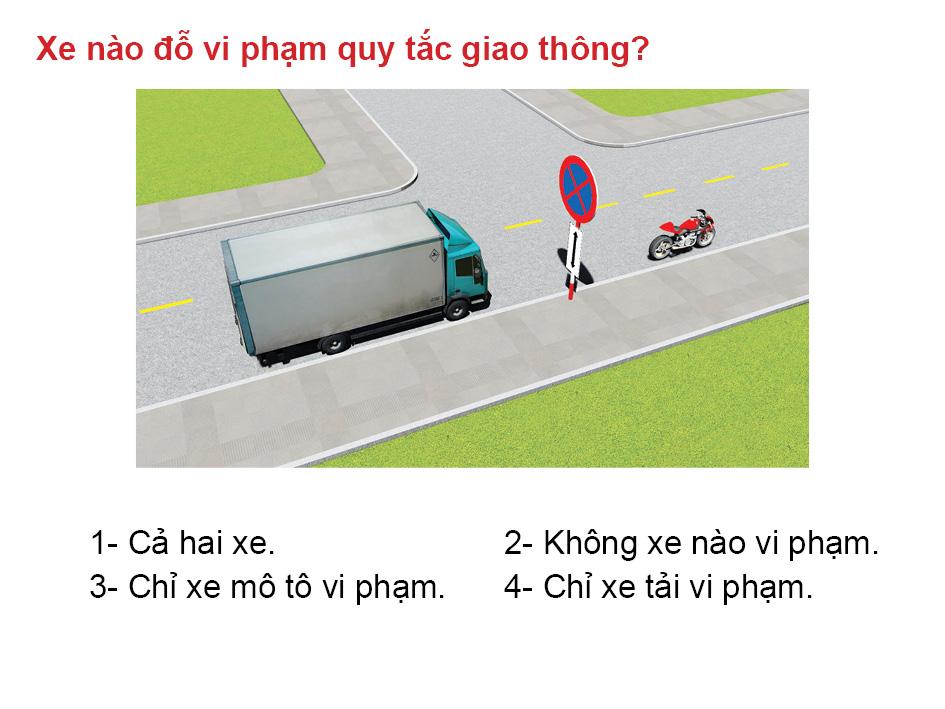 Xe nào đỗ vi phạm quy tắc giao thông?
1- Cả hai xe.
2- Không xe nào vi phạm.
3- Chỉ xe mô tô vi phạm.
4- Chỉ xe tải vi phạm.